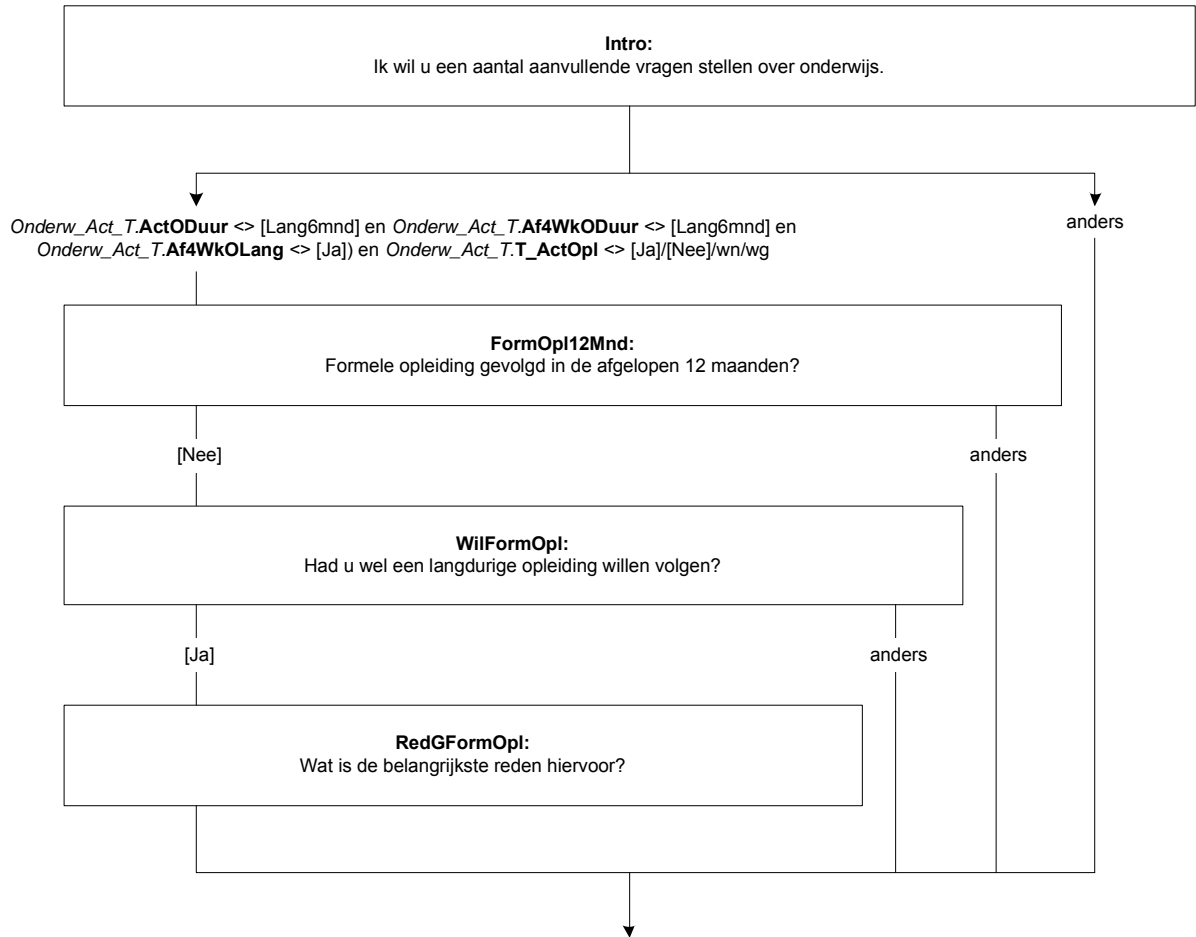 Intro:
Ik wil u een aantal aanvullende vragen stellen over onderwijs.
Onderw_Act_T.ActODuur <> [Lang6mnd] en Onderw_Act_T.Af4WkODuur <> [Lang6mnd] en
Onderw_Act_T.Af4WkOLang <> [Ja]) en Onderw_Act_T.T_ActOpl <> [Ja]/[Nee]/wn/wg
anders
FormOpl12Mnd:
Formele opleiding gevolgd in de afgelopen 12 maanden?
[Nee]
anders
WilFormOpl:
Had u wel een langdurige opleiding willen volgen?
[Ja]
anders
RedGFormOpl:
Wat is de belangrijkste reden hiervoor?